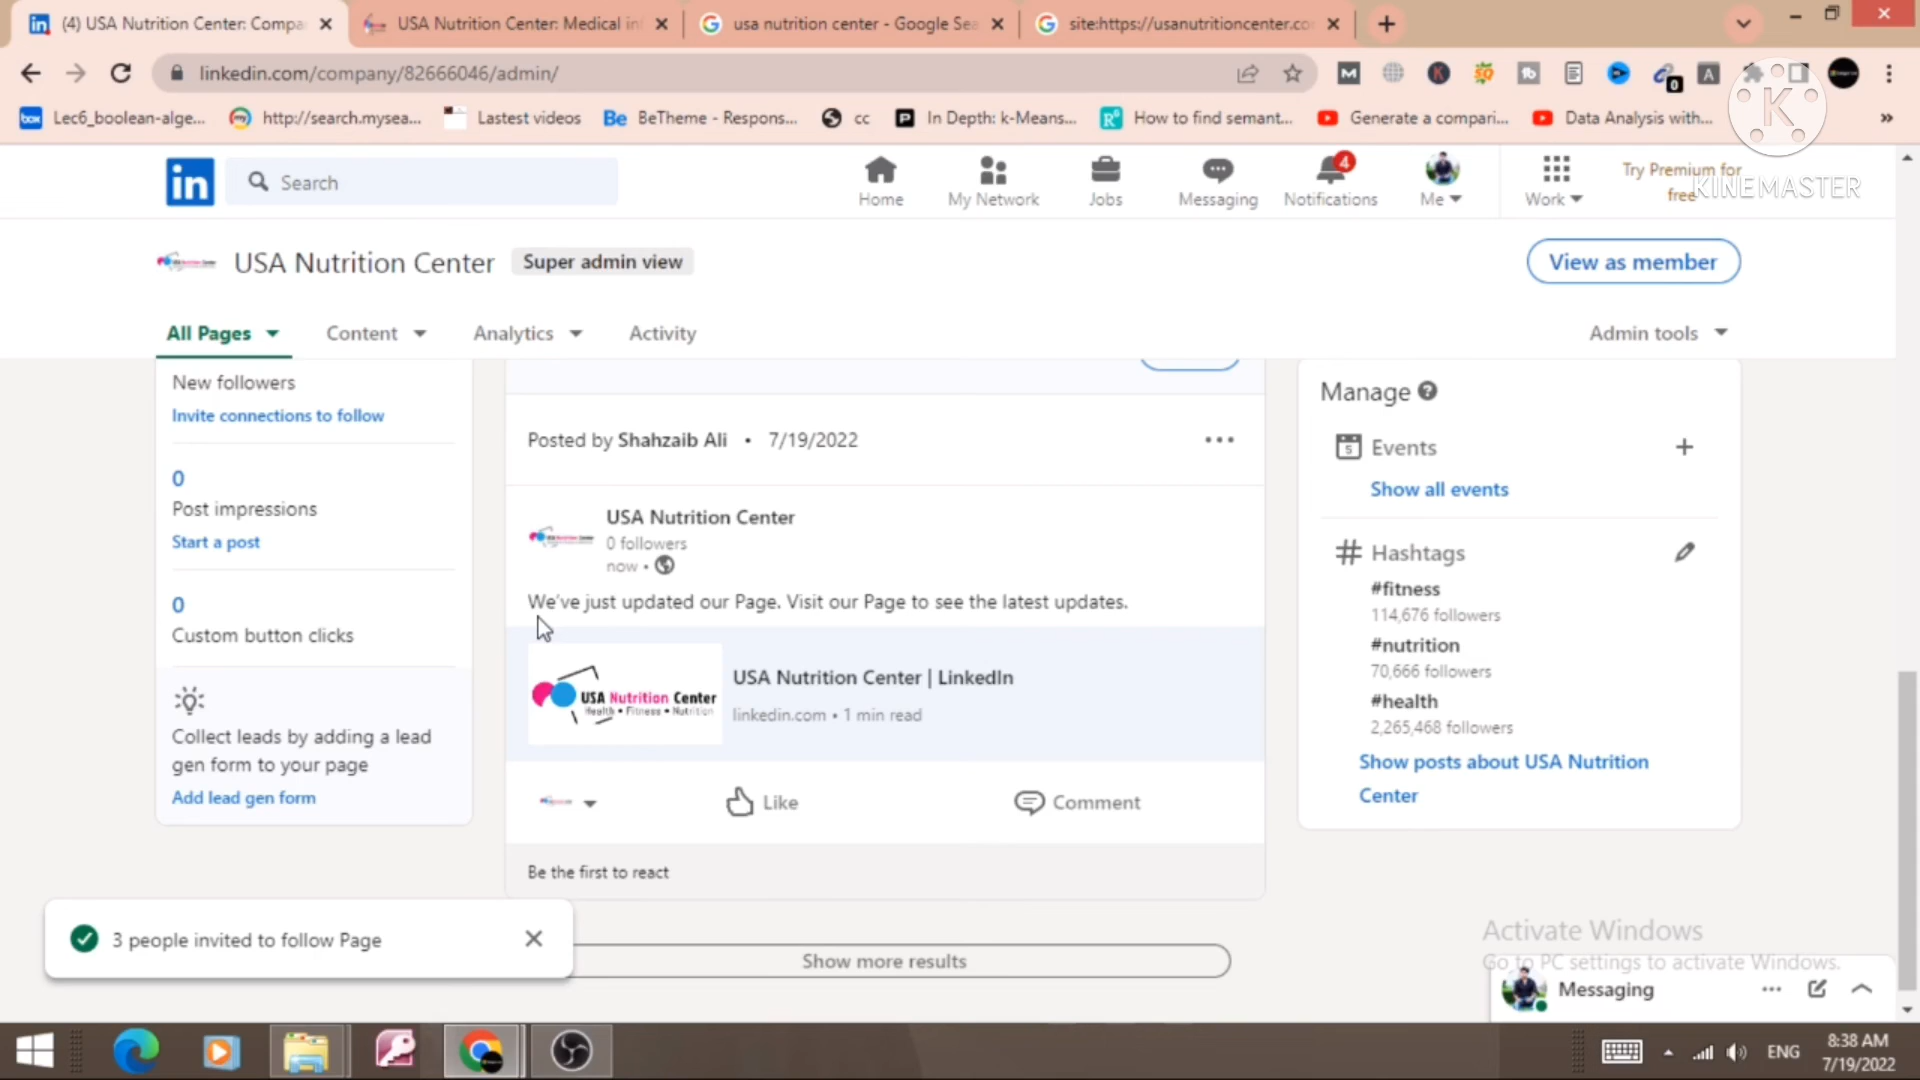 (4) USA Nutrition Center: Compa
USA Nutrition Center: Medical in
usa nutrition center - Google Sea
site:https://usanutritioncenter.co
linkedin.com/company/82666046/admin/
Lec6_boolean-alge...
http://search.mysea...
Lastest videos
BeTheme - Respons...
cc
In Depth: k-Means...
How to find semant...
Generate a compari...
Data Analysis with...
KINEMASTER
Search
Home
My Network
Jobs
Messaging
4
Notifications
Me
Work
Try Premium for
free
USA Nutrition Center
Super admin view
View as member
All Pages
Content
Analytics
Activity
Admin tools
New followers
Invite connections to follow
0
Post impressions
Start a post
0
Custom button clicks
Collect leads by adding a lead
gen form to your page
Add lead gen form
Posted by Shahzaib Ali • 7/19/2022
USA Nutrition Center
0 followers
now •
We've just updated our Page. Visit our Page to see the latest updates.
USA Nutrition Center
Health • Fitness • Nutrition
USA Nutrition Center | LinkedIn
linkedin.com • 1 min read
Like
Comment
Be the first to react
Show more results
Manage
Events
Show all events
Hashtags
#fitness
114,676 followers
#nutrition
70,666 followers
#health
2,265,468 followers
Show posts about USA Nutrition
Center
3 people invited to follow Page
Activate Windows
Go to PC settings to activate Windows.
Messaging
ENG
8:38 AM
7/19/2022